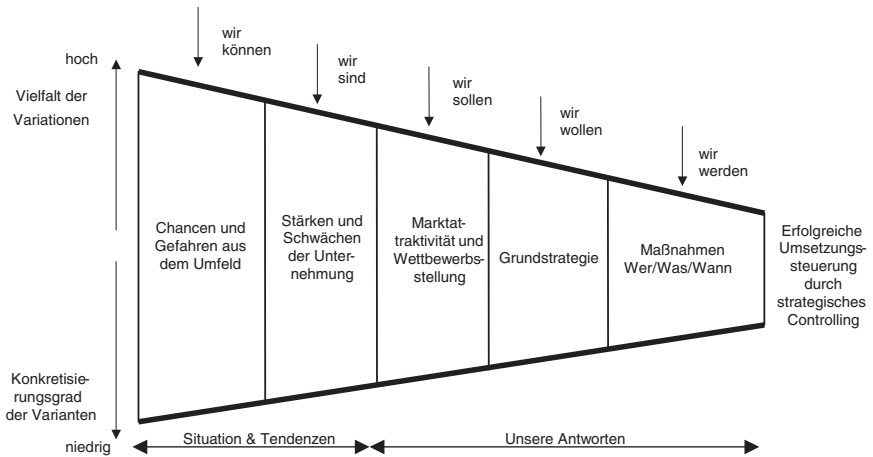 wir
können
wir
sind
wir
sollen
wir
wollen
wir
werden
hoch
Vielfalt der
Variationen
Chancen und
Gefahren aus
dem Umfeld
Stärken und
Schwächen
der Unter-
nehmung
Marktat-
traktivität und
Wettbewerbs-
stellung
Grundstrategie
Maßnahmen
Wer/Was/Wann
Erfolgreiche
Umsetzungs-
steuerung
durch
strategisches
Controlling
Konkretisie-
rungsgrad
der Varianten
niedrig
Situation & Tendenzen
Unsere Antworten